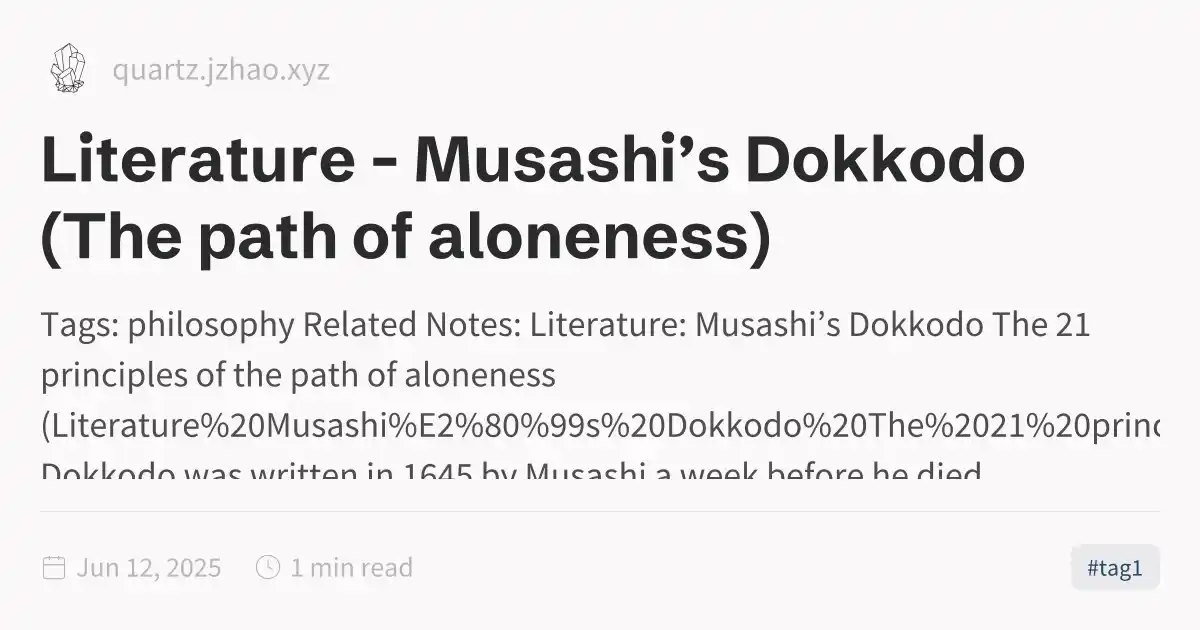 quartz.jzhao.xyz
Literature - Musashi’s Dokkodo
(The path of aloneness)
Tags: philosophy Related Notes: Literature: Musashi’s Dokkodo The 21
principles of the path of aloneness
(Literature%20Musashi%E2%80%99s%20Dokkodo%20The%2021%20princ
Dokkodo was written in 1645 by Musashi a week before he died
Jun 12, 2025
1 min read
#tag1